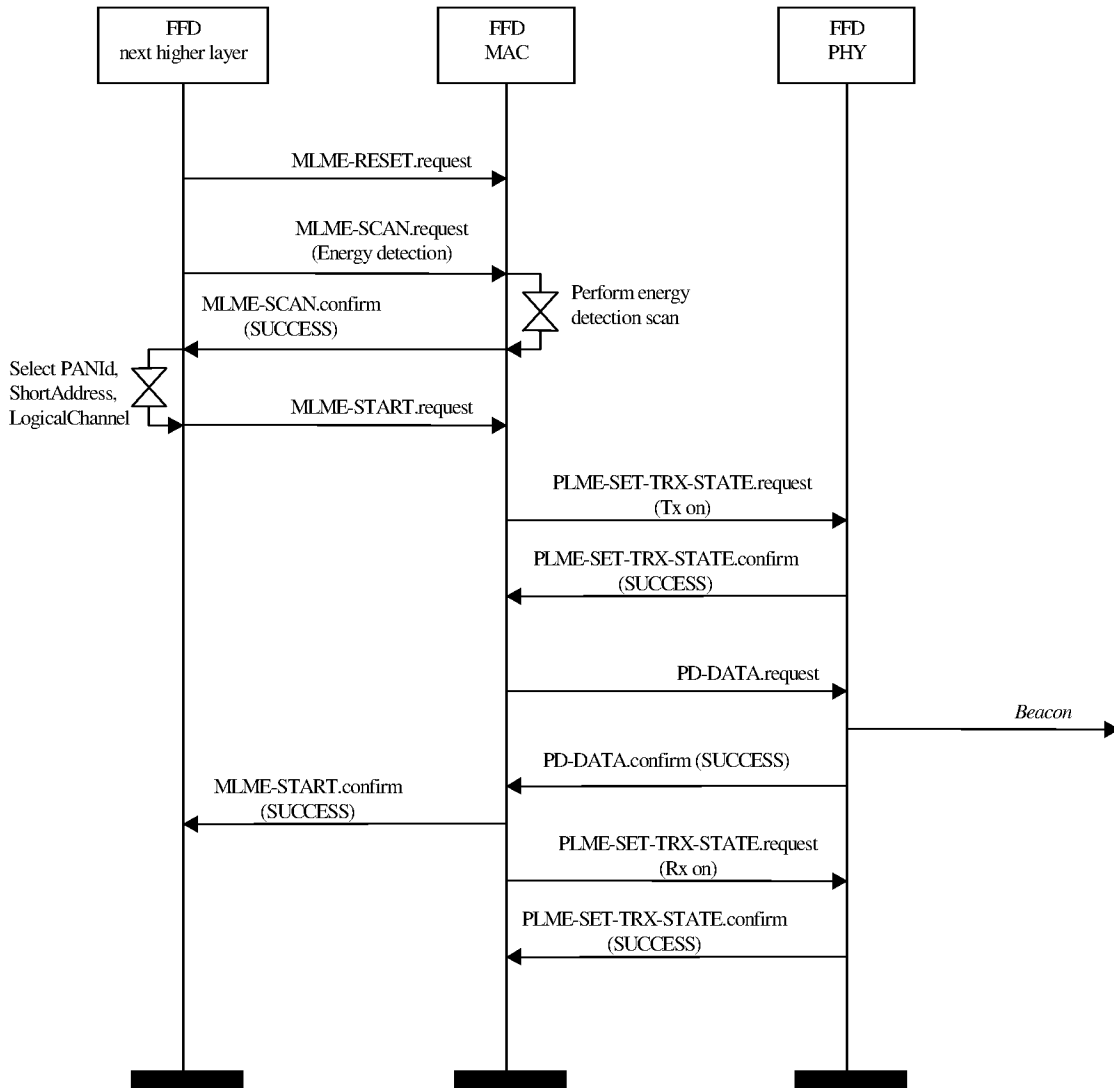 FFD
next higher layer
FFD
MAC
FFD
PHY
MLME-RESET.request
MLME-SCAN.request
(Energy detection)
Perform energy
detection scan
MLME-SCAN.confirm
(SUCCESS)
Select PANId,
ShortAddress,
LogicalChannel
MLME-START.request
PLME-SET-TRX-STATE.request
(Tx on)
PLME-SET-TRX-STATE.confirm
(SUCCESS)
PD-DATA.request
Beacon
PD-DATA.confirm (SUCCESS)
MLME-START.confirm
(SUCCESS)
PLME-SET-TRX-STATE.request
(Rx on)
PLME-SET-TRX-STATE.confirm
(SUCCESS)